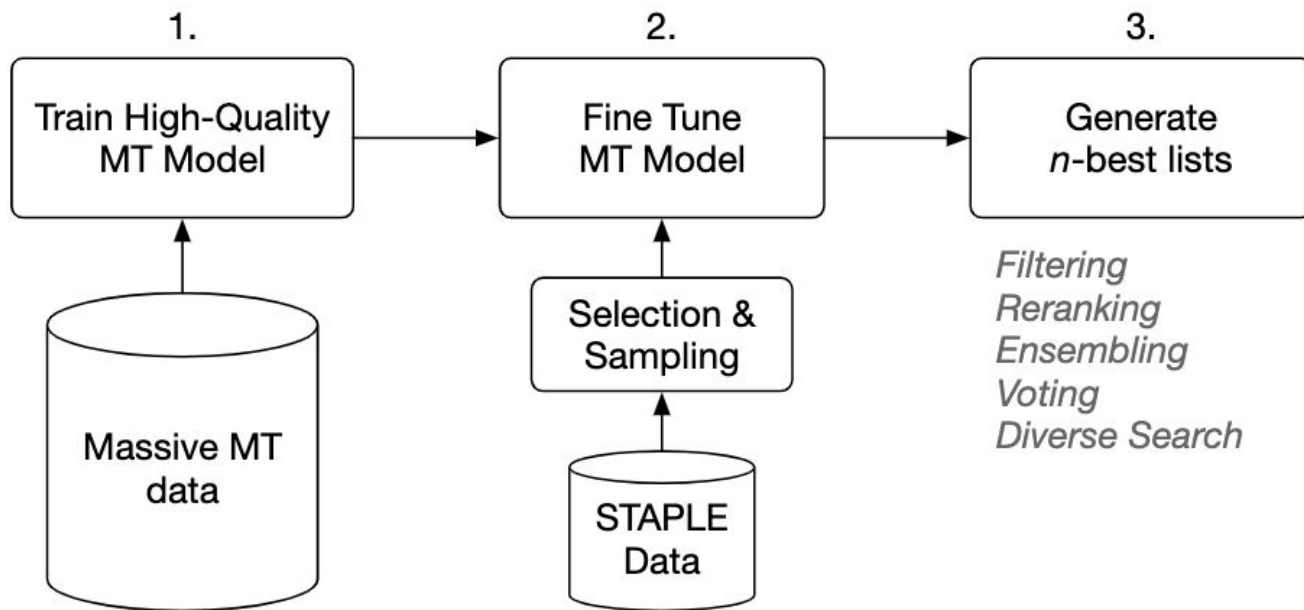 1.
Train High-Quality
MT Model
Massive MT
data
2.
Fine Tune
MT Model
Selection &
Sampling
STAPLE
Data
3.
Generate
n-best lists
Filtering
Reranking
Ensembling
Voting
Diverse Search